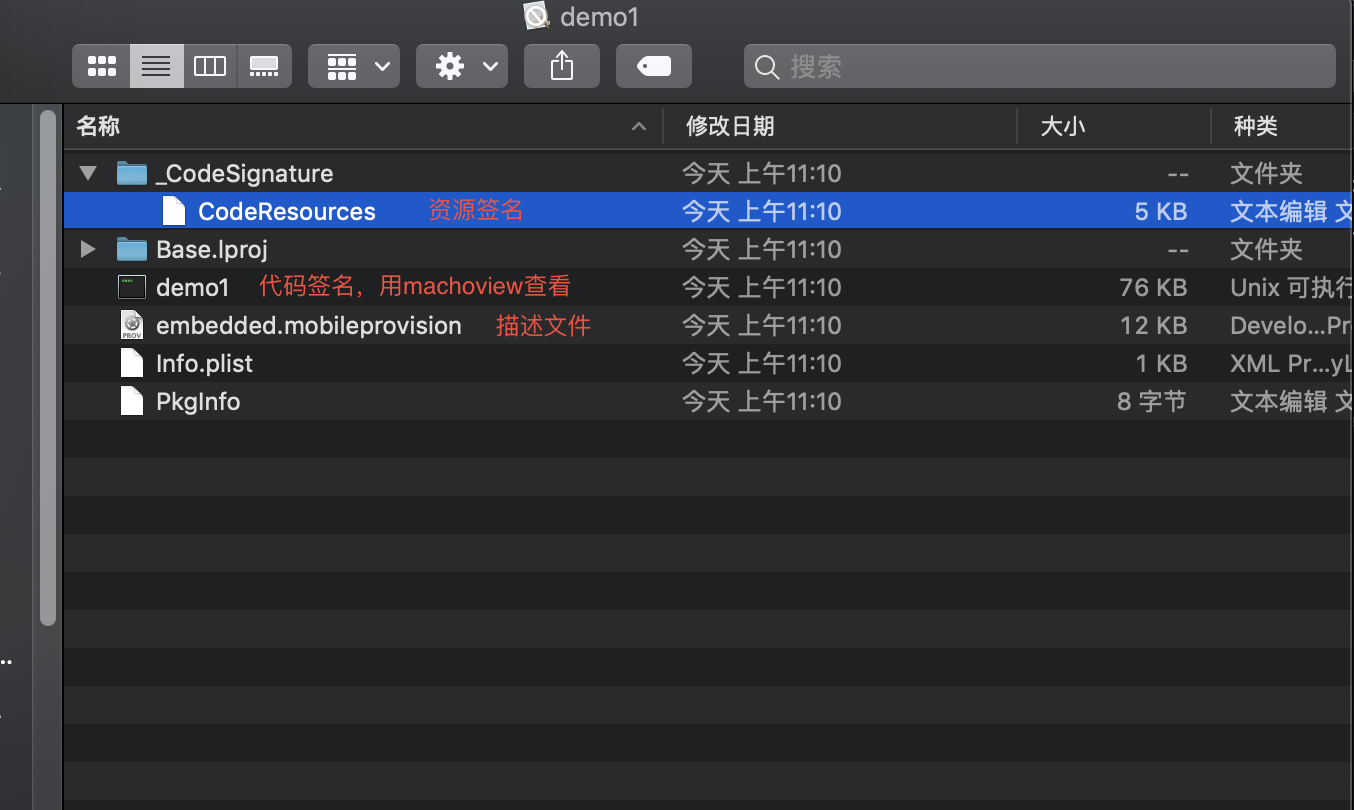 demo1
搜索
名称 修改日期 大小 种类
_CodeSignature 今天 上午11:10 -- 文件夹
CodeResources 资源签名 今天 上午11:10 5 KB 文本编辑 文
Base.lproj 今天 上午11:10 -- 文件夹
demo1 代码签名，用machoview查看 今天 上午11:10 76 KB Unix 可执行
embedded.mobileprovision 描述文件 今天 上午11:10 12 KB Develo...Pr
Info.plist 今天 上午11:10 1 KB XML Pr...yL
PkgInfo 今天 上午11:10 8 字节 文本编辑 文